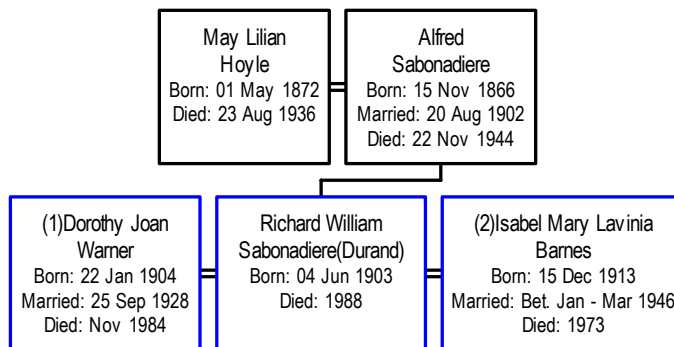 May Lilian
Hoyle
Born: 01 May 1872
Died: 23 Aug 1936
Alfred
Sabonadiere
Born: 15 Nov 1866
Married: 20 Aug 1902
Died: 22 Nov 1944
(1)Dorothy Joan
Warner
Born: 22 Jan 1904
Married: 25 Sep 1928
Died: Nov 1984
Richard William
Sabonadiere(Durand)
Born: 04 Jun 1903
Died: 1988
(2)Isabel Mary Lavinia
Barnes
Born: 15 Dec 1913
Married: Bet. Jan - Mar 1946
Died: 1973